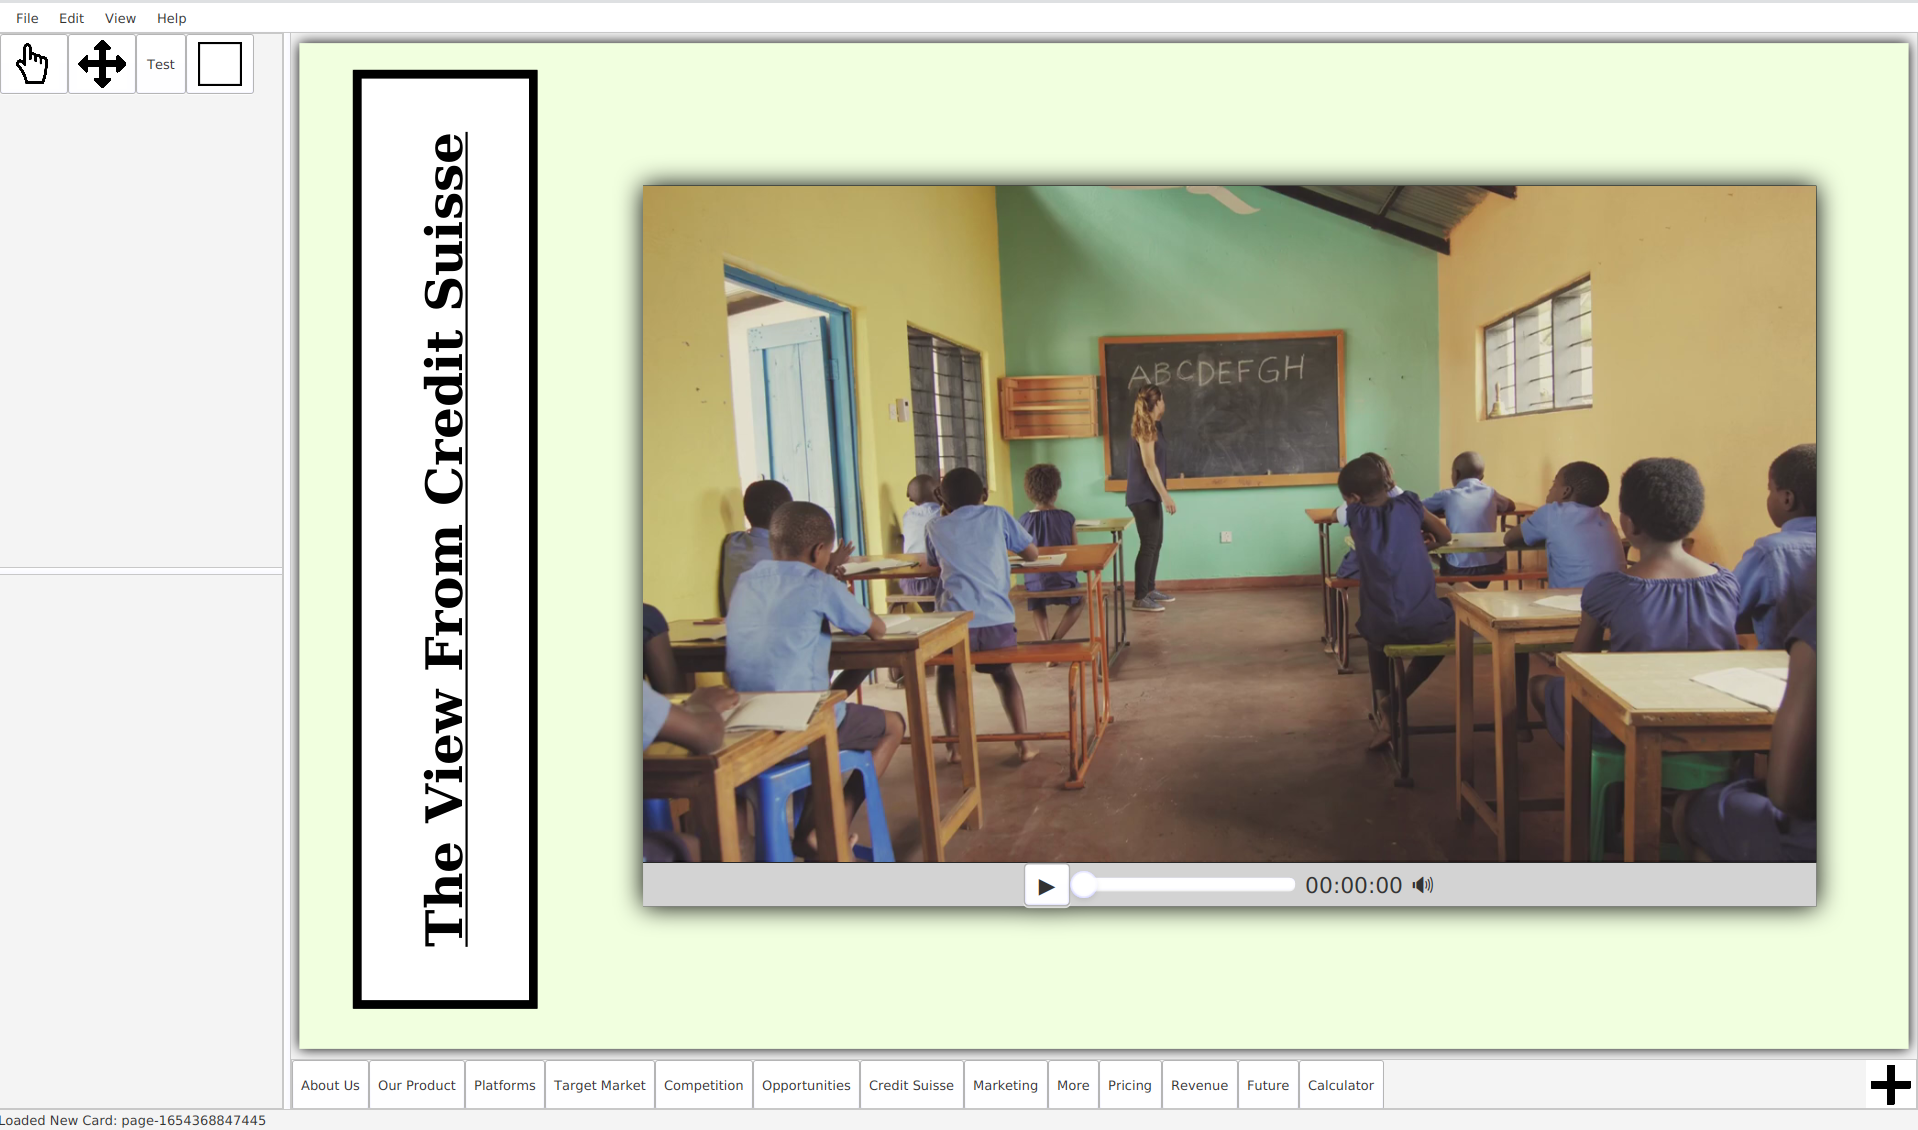 File Edit View Help
Test
The View From Credit Suisse
ABCDEFGH
00:00:00
About Us Our Product Platforms Target Market Competition Opportunities Credit Suisse Marketing More Pricing Revenue Future Calculator
Loaded New Card: page-1654368847445